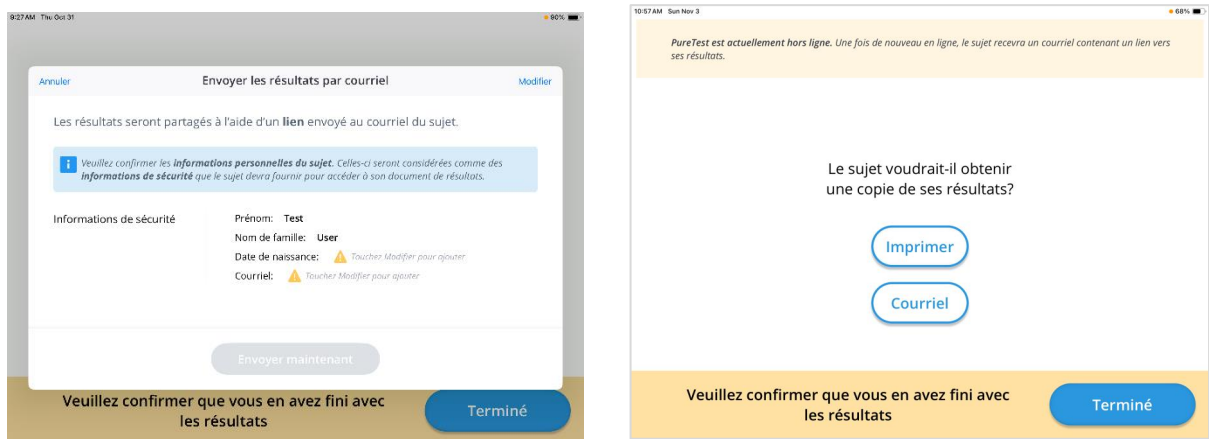 9:27 AM Thu Oct 31
90%
Annuler
Envoyer les résultats par courriel
Modifier
Les résultats seront partagés à l'aide d'un lien envoyé au courriel du sujet.
Veuillez confirmer les informations personnelles du sujet. Celles-ci seront considérées comme des
informations de sécurité que le sujet devra fournir pour accéder à son document de résultats.
Informations de sécurité
Prénom: Test
Nom de famille: User
Date de naissance: Touchez Modifier pour ajouter
Courriel: Touchez Modifier pour ajouter
Envoyer maintenant
Veuillez confirmer que vous en avez fini avec
les résultats
Terminé
10:57 AM Sun Nov 3
68%
PureTest est actuellement hors ligne. Une fois de nouveau en ligne, le sujet recevra un courriel contenant un lien vers
ses résultats.
Le sujet voudrait-il obtenir
une copie de ses résultats?
Imprimer
Courriel
Veuillez confirmer que vous en avez fini avec
les résultats
Terminé